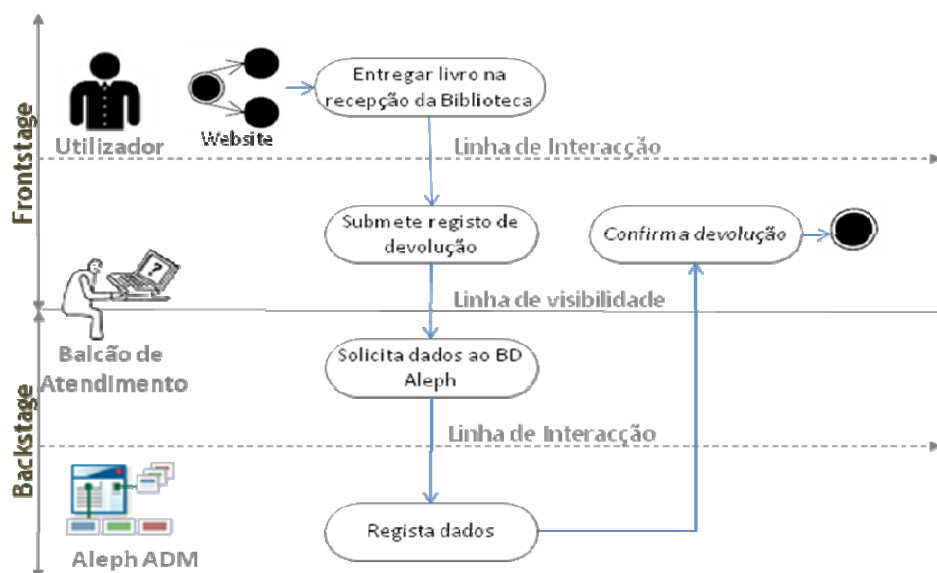 Entregar livro na
recepção da Biblioteca
Utilizador
Website
Linha de Interacção
Frontstage
Submete registo de
devolução
Confirma devolução
?
Linha de visibilidade
Balcão de
Atendimento
Solicita dados ao BD
Aleph
Linha de Interacção
Backstage
Regista dados
Aleph ADM